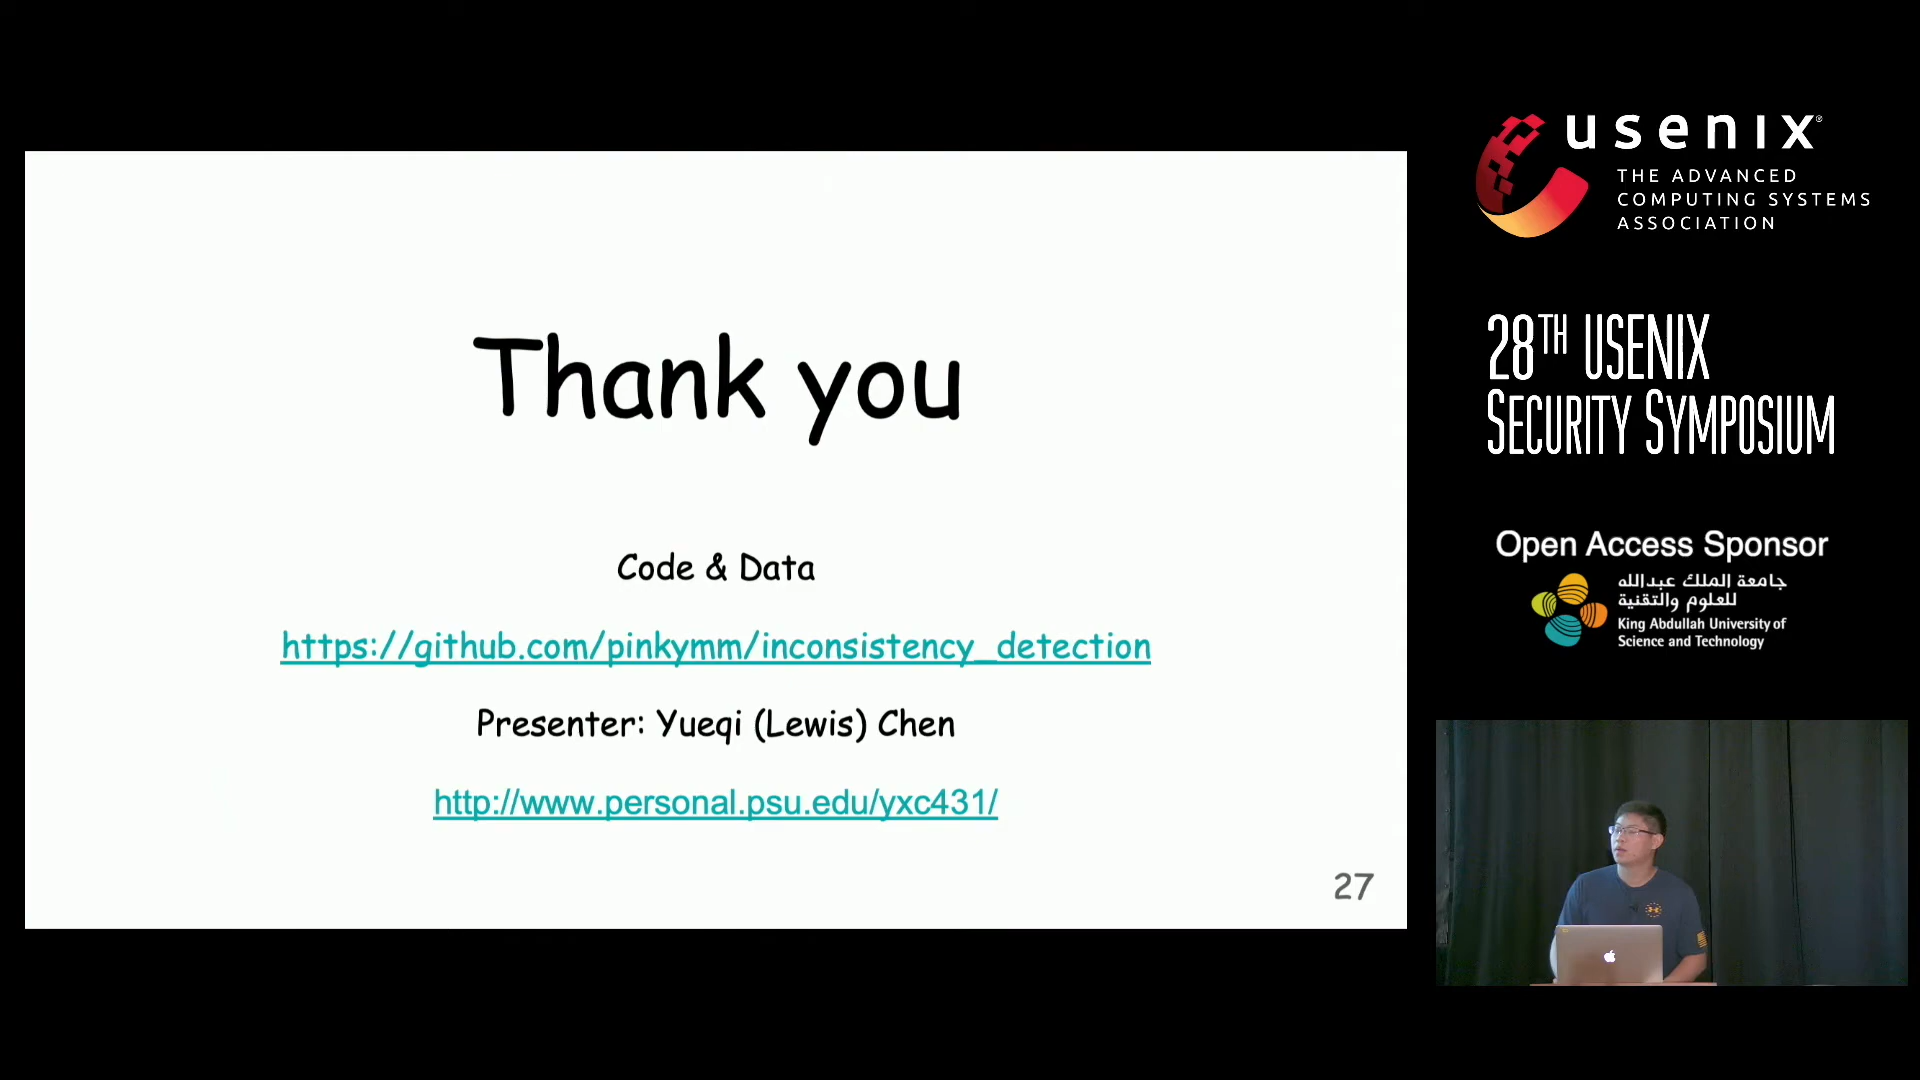 Thank you
Code & Data
https://github.com/pinkymm/inconsistency_detection
Presenter: Yueqi (Lewis) Chen
http://www.personal.psu.edu/yxc431/
27
usenix®
THE ADVANCED
COMPUTING SYSTEMS
ASSOCIATION
28TH USENIX
SECURITY SYMPOSIUM
Open Access Sponsor
جامعة الملك عبدالله
للعلوم والتقنية
King Abdullah University of
Science and Technology